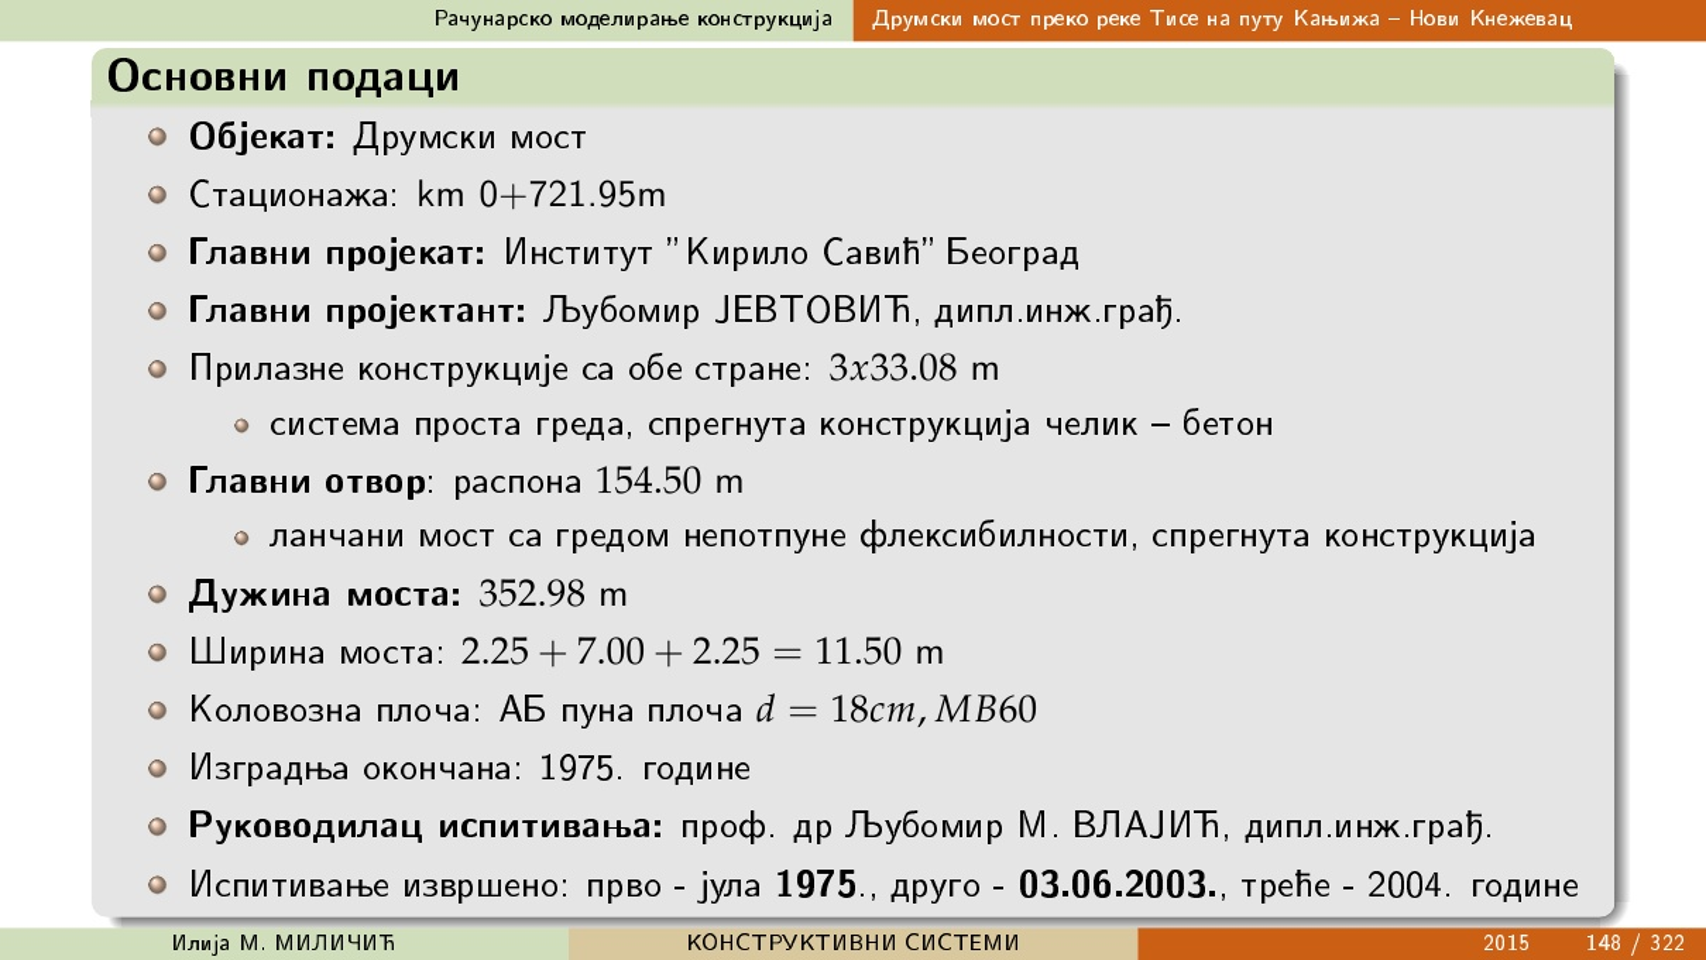 Рачунарско моделирање конструкција
Друмски мост преко реке Тисе на путу Кањижа – Нови Кнежевац
Основни подаци
Објекат: Друмски мост
Стационажа: km 0+721.95m
Главни пројекат: Институт ”Кирило Савић” Београд
Главни пројектант: Љубомир ЈЕВТОВИЋ, дипл.инж.грађ.
Прилазне конструкције са обе стране: 3x33.08 m
система проста греда, спрегнута конструкција челик – бетон
Главни отвор: распона 154.50 m
ланчани мост са гредом непотпуне флексибилности, спрегнута конструкција
Дужина моста: 352.98 m
Ширина моста: 2.25 + 7.00 + 2.25 = 11.50 m
Коловозна плоча: АБ пуна плоча d = 18cm, MB60
Изградња окончана: 1975. године
Руководилац испитивања: проф. др Љубомир М. ВЛАЈИЋ, дипл.инж.грађ.
Испитивање извршено: прво - јула 1975., друго - 03.06.2003., треће - 2004. године
Илија М. МИЛИЧИЋ
КОНСТРУКТИВНИ СИСТЕМИ
2015
148 / 322